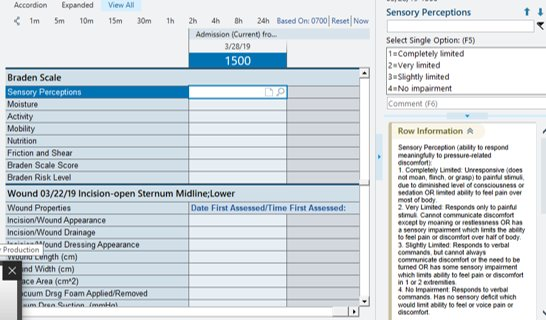 Accordion Expanded View All
1m 5m 10m 15m 30m 1h 2h 4h 8h 24h Based On: 0700 | Reset | Now
Admission (Current) fro...
3/28/19
1500
Braden Scale
Sensory Perceptions
Moisture
Activity
Mobility
Nutrition
Friction and Shear
Braden Scale Score
Braden Risk Level
Wound 03/22/19 Incision-open Sternum Midline;Lower
Wound Properties Date First Assessed/Time First Assessed:
Incision/Wound Appearance
Incision/Wound Drainage
Incision/Wound Dressing Appearance
Production
Wound Length (cm)
nd Width (cm)
ace Area (cm^2)
cuum Drsg Foam Applied/Removed
Sensory Perceptions
Select Single Option: (F5)
1=Completely limited
2=Very limited
3=Slightly limited
4=No impairment
Comment (F6)
Row Information
Sensory Perception (ability to respond
meaningfully to pressure-related
discomfort):
1. Completely Limited: Unresponsive (does
not moan, flinch, or grasp) to painful stimuli,
due to diminished level of consciousness or
sedation OR limited ability to feel pain over
most of body.
2. Very Limited: Responds only to painful
stimuli. Cannot communicate discomfort
except by moaning or restlessness OR has
a sensory impairment which limits the ability
to feel pain or discomfort over half of body.
3. Slightly Limited: Responds to verbal
commands, but cannot always
communicate discomfort or the need to be
turned OR has some sensory impairment
which limits ability to feel pain or discomfort
in 1 or 2 extremities.
4. No Impairment: Responds to verbal
commands. Has no sensory deficit which
would limit ability to feel or voice pain or
discomfort.